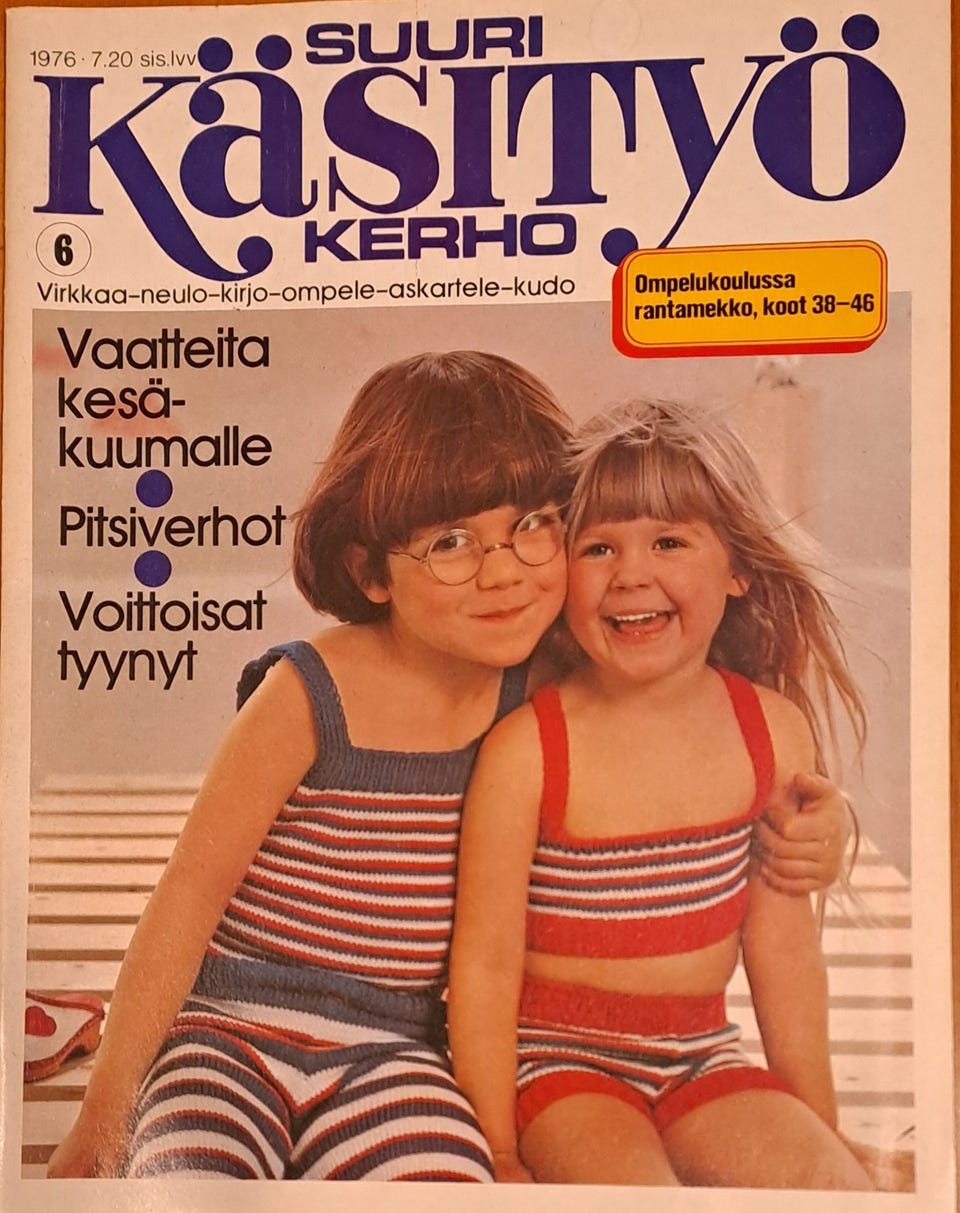 1976 · 7.20 sis.lvv
SUURI
Käsityö
KERHO
6
Virkkaa–neulo–kirjo–ompele–askartele–kudo
Ompelukoulussa
rantamekko, koot 38–46
Vaatteita
kesä-
kuumalle
Pitsiverhot
Voittoisat
tyynyt